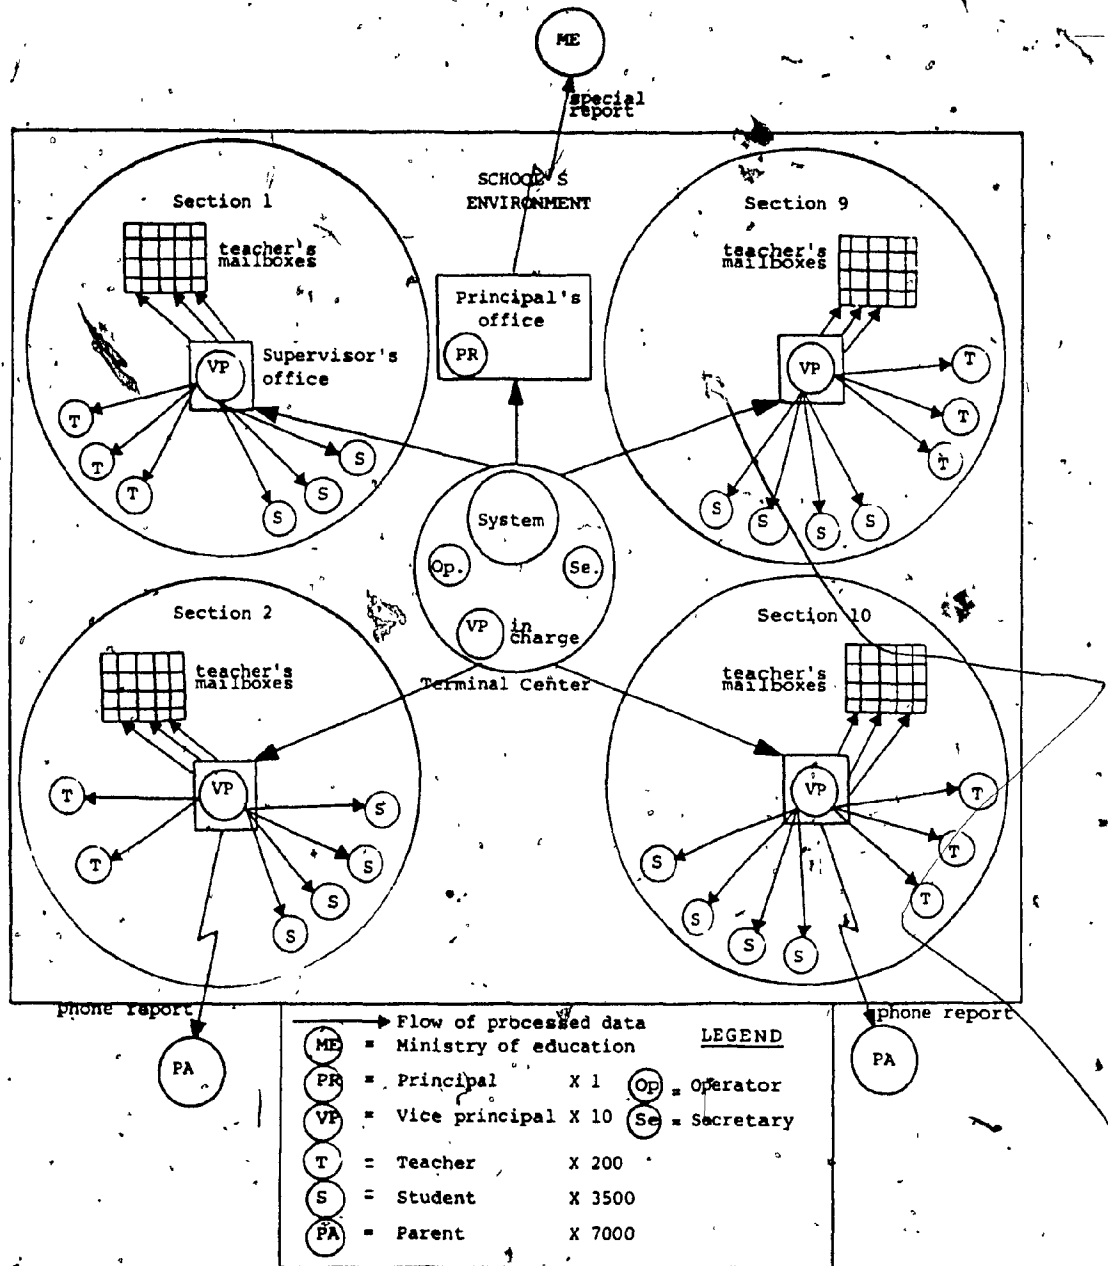 ME
special
report
SCHOOL'S
ENVIRONMENT
Section 1
teacher's
mailboxes
VP
Supervisor's
office
T
T
T
S
S
S
Principal's
office
PR
Section 9
teacher's
mailboxes
VP
T
T
T
S
S
S
S
System
Op.
Se.
VP in
charge
Terminal Center
Section 2
teacher's
mailboxes
VP
T
T
S
S
S
S
Section 10
teacher's
mailboxes
VP
T
T
T
S
S
S
S
phone report
PA
phone report
PA
LEGEND
Flow of processed data
ME = Ministry of education
PR = Principal X 1
Op = Operator
VP = Vice principal X 10
Se = Secretary
T = Teacher X 200
S = Student X 3500
PA = Parent X 7000